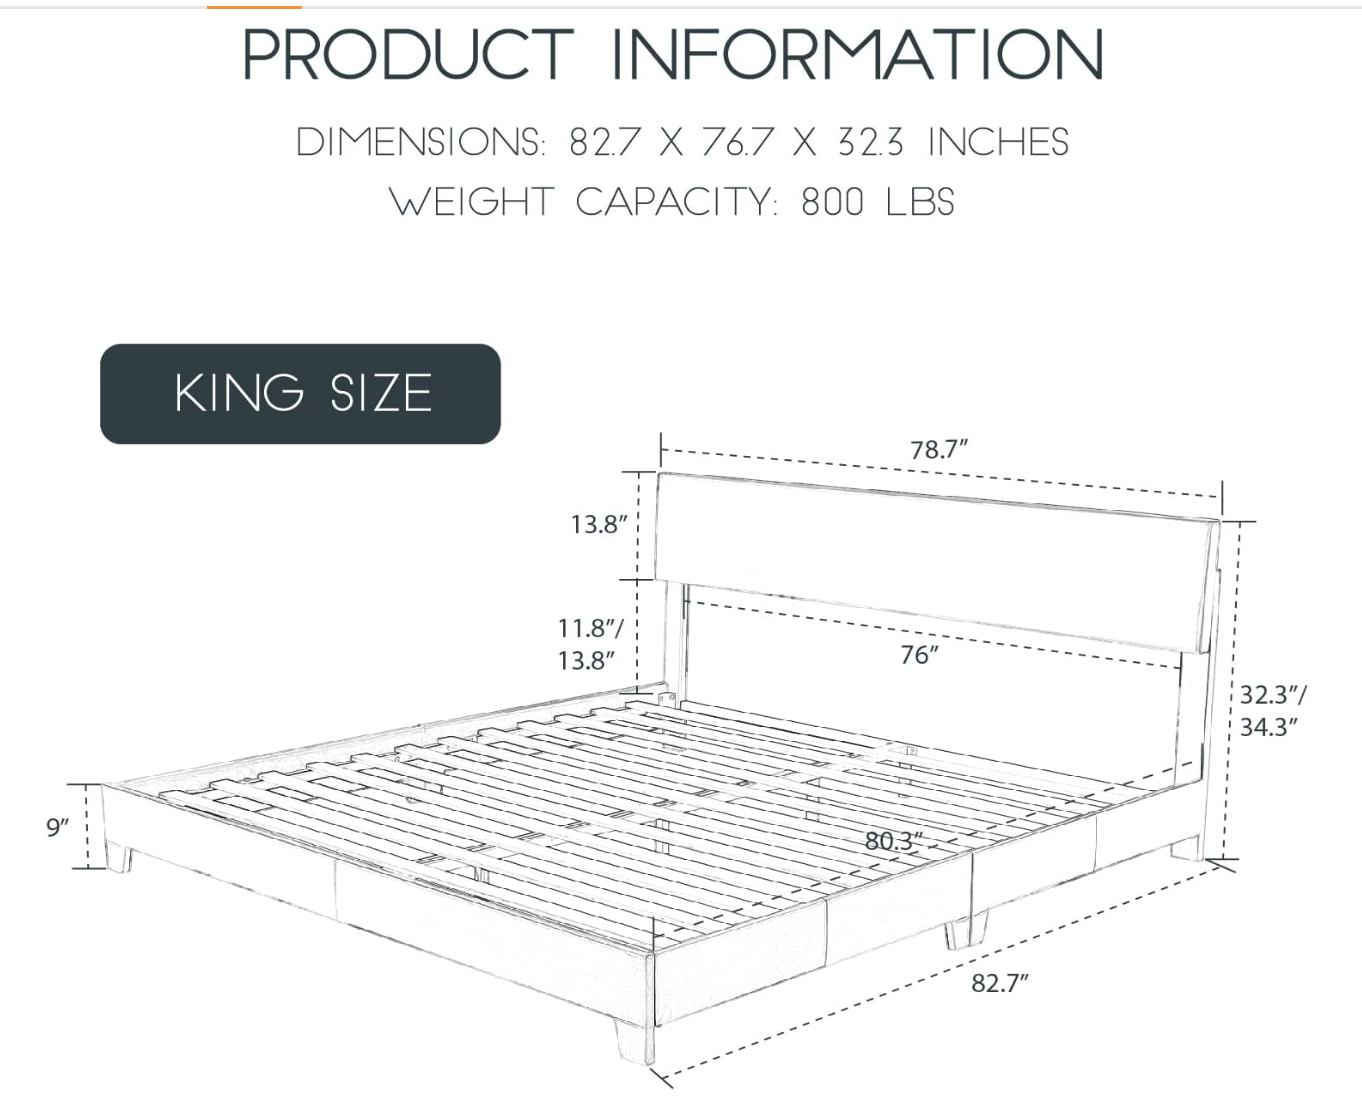 PRODUCT INFORMATION
DIMENSIONS: 82.7 X 76.7 X 32.3 INCHES
WEIGHT CAPACITY: 800 LBS
KING SIZE
78.7"
13.8"
11.8"/
13.8"
76"
32.3"/
34.3"
9"
80.3"
82.7"